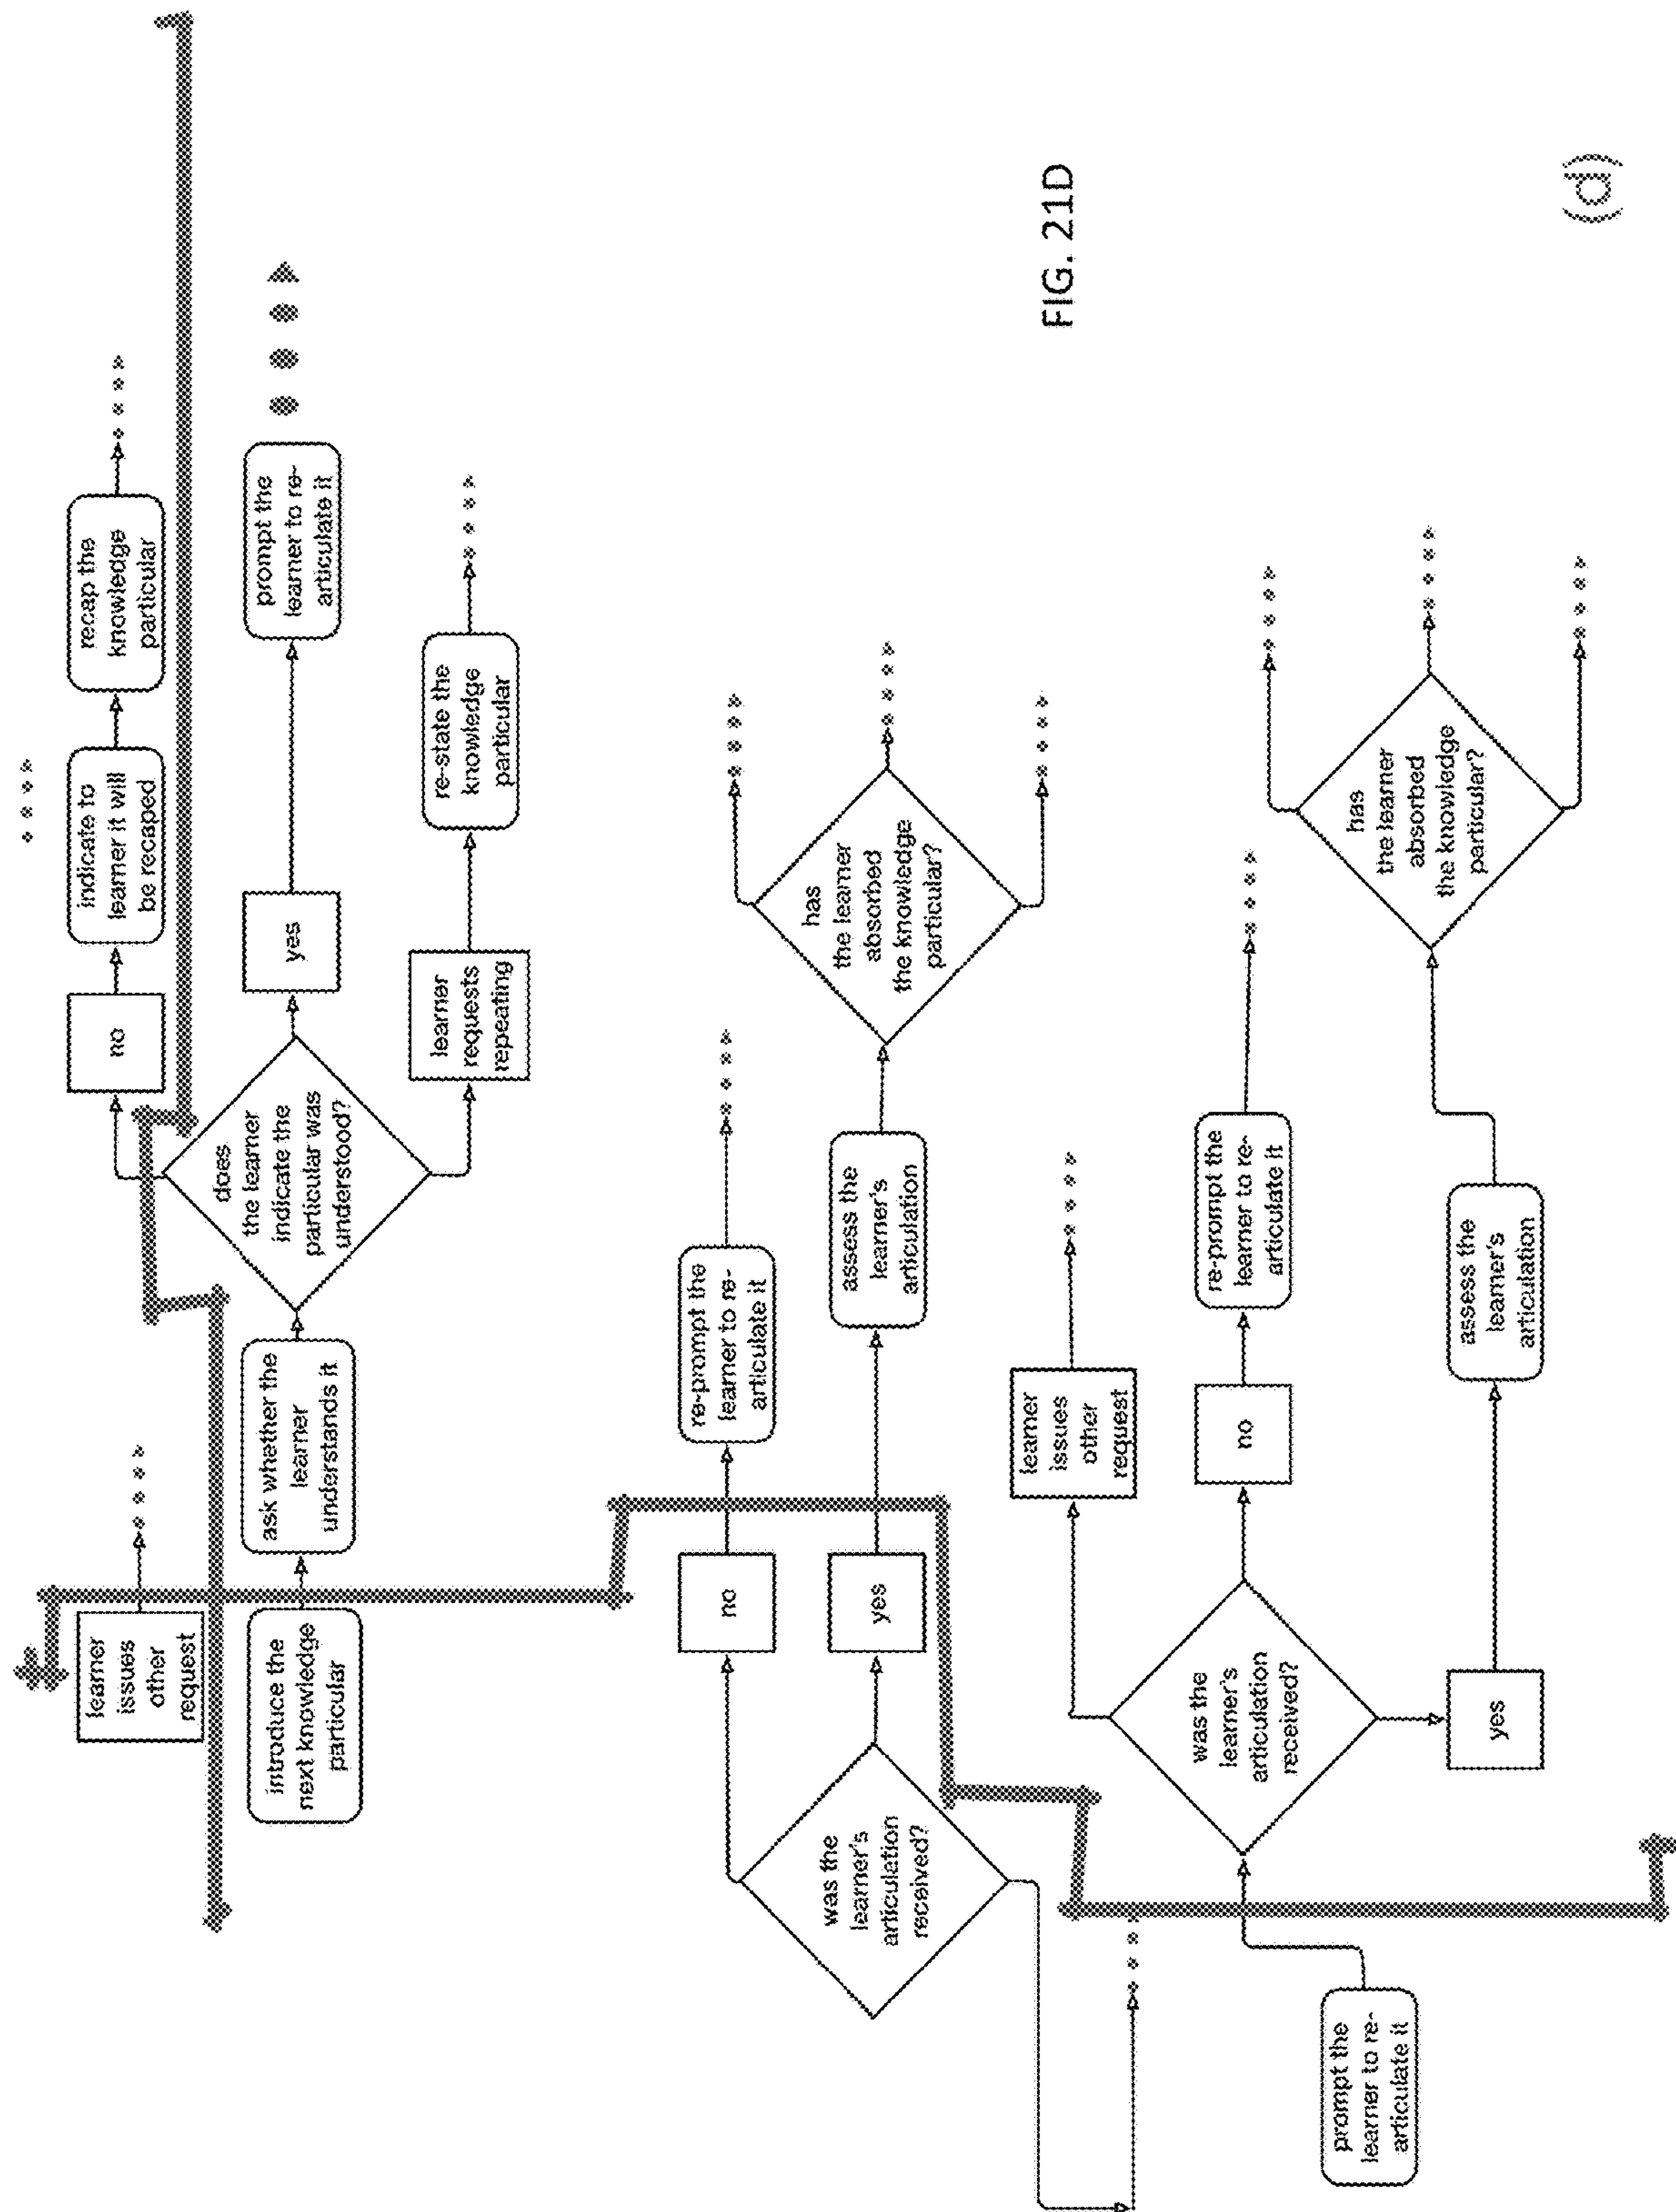 learner
issues
other
request
no
indicate to
learner it will
be recaped
recap the
knowledge
particular
introduce the
next knowledge
particular
ask whether the
learner
understands it
does
the learner
indicate the
particular was
understood?
yes
prompt the
learner to re-
articulate it
learner
requests
repeating
re-state the
knowledge
particular
was the
learner's
articulation
received?
no
re-prompt the
learner to re-
articulate it
yes
assess the
learner's
articulation
has
the learner
absorbed
the knowledge
particular?
learner
issues
other
request
prompt the
learner to re-
articulate it
was the
learner's
articulation
received?
no
re-prompt the
learner to re-
articulate it
yes
assess the
learner's
articulation
has
the learner
absorbed
the knowledge
particular?
FIG. 21D
(d)